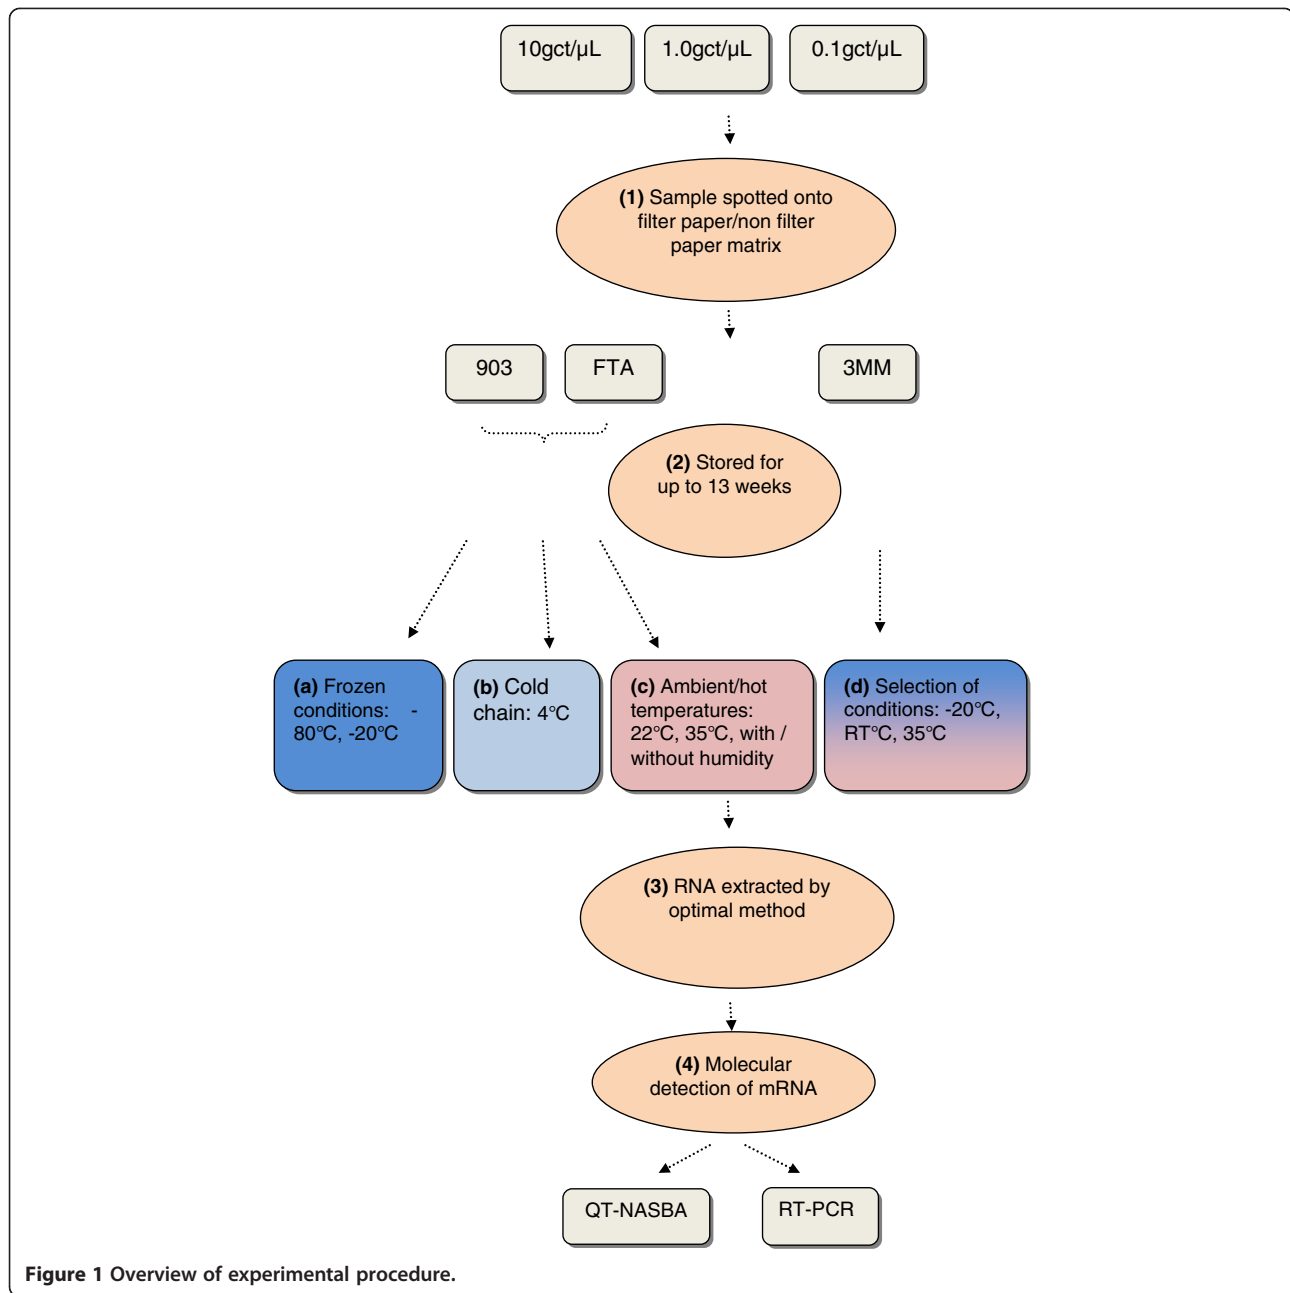 10gct/µL
1.0gct/µL
0.1gct/µL
(1) Sample spotted onto
filter paper/non filter
paper matrix
903
FTA
3MM
(2) Stored for
up to 13 weeks
(a) Frozen
conditions: -
80°C, -20°C
(b) Cold
chain: 4°C
(c) Ambient/hot
temperatures:
22°C, 35°C, with /
without humidity
(d) Selection of
conditions: -20°C,
RT°C, 35°C
(3) RNA extracted by
optimal method
(4) Molecular
detection of mRNA
QT-NASBA
RT-PCR
Figure 1 Overview of experimental procedure.